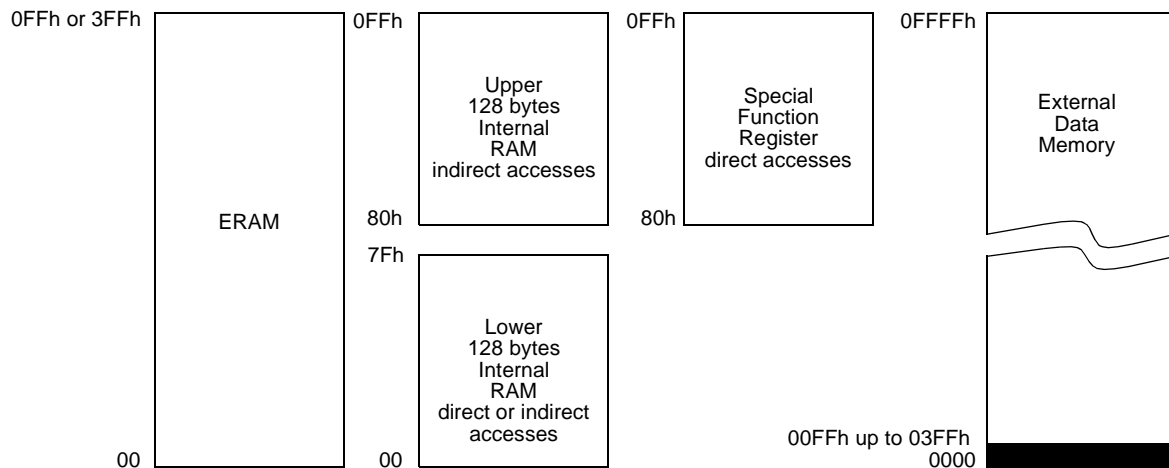 0FFh or 3FFh
ERAM
00
0FFh
Upper
128 bytes
Internal
RAM
indirect accesses
80h
7Fh
Lower
128 bytes
Internal
RAM
direct or indirect
accesses
00
0FFh
Special
Function
Register
direct accesses
80h
0FFFFh
External
Data
Memory
00FFh up to 03FFh
0000